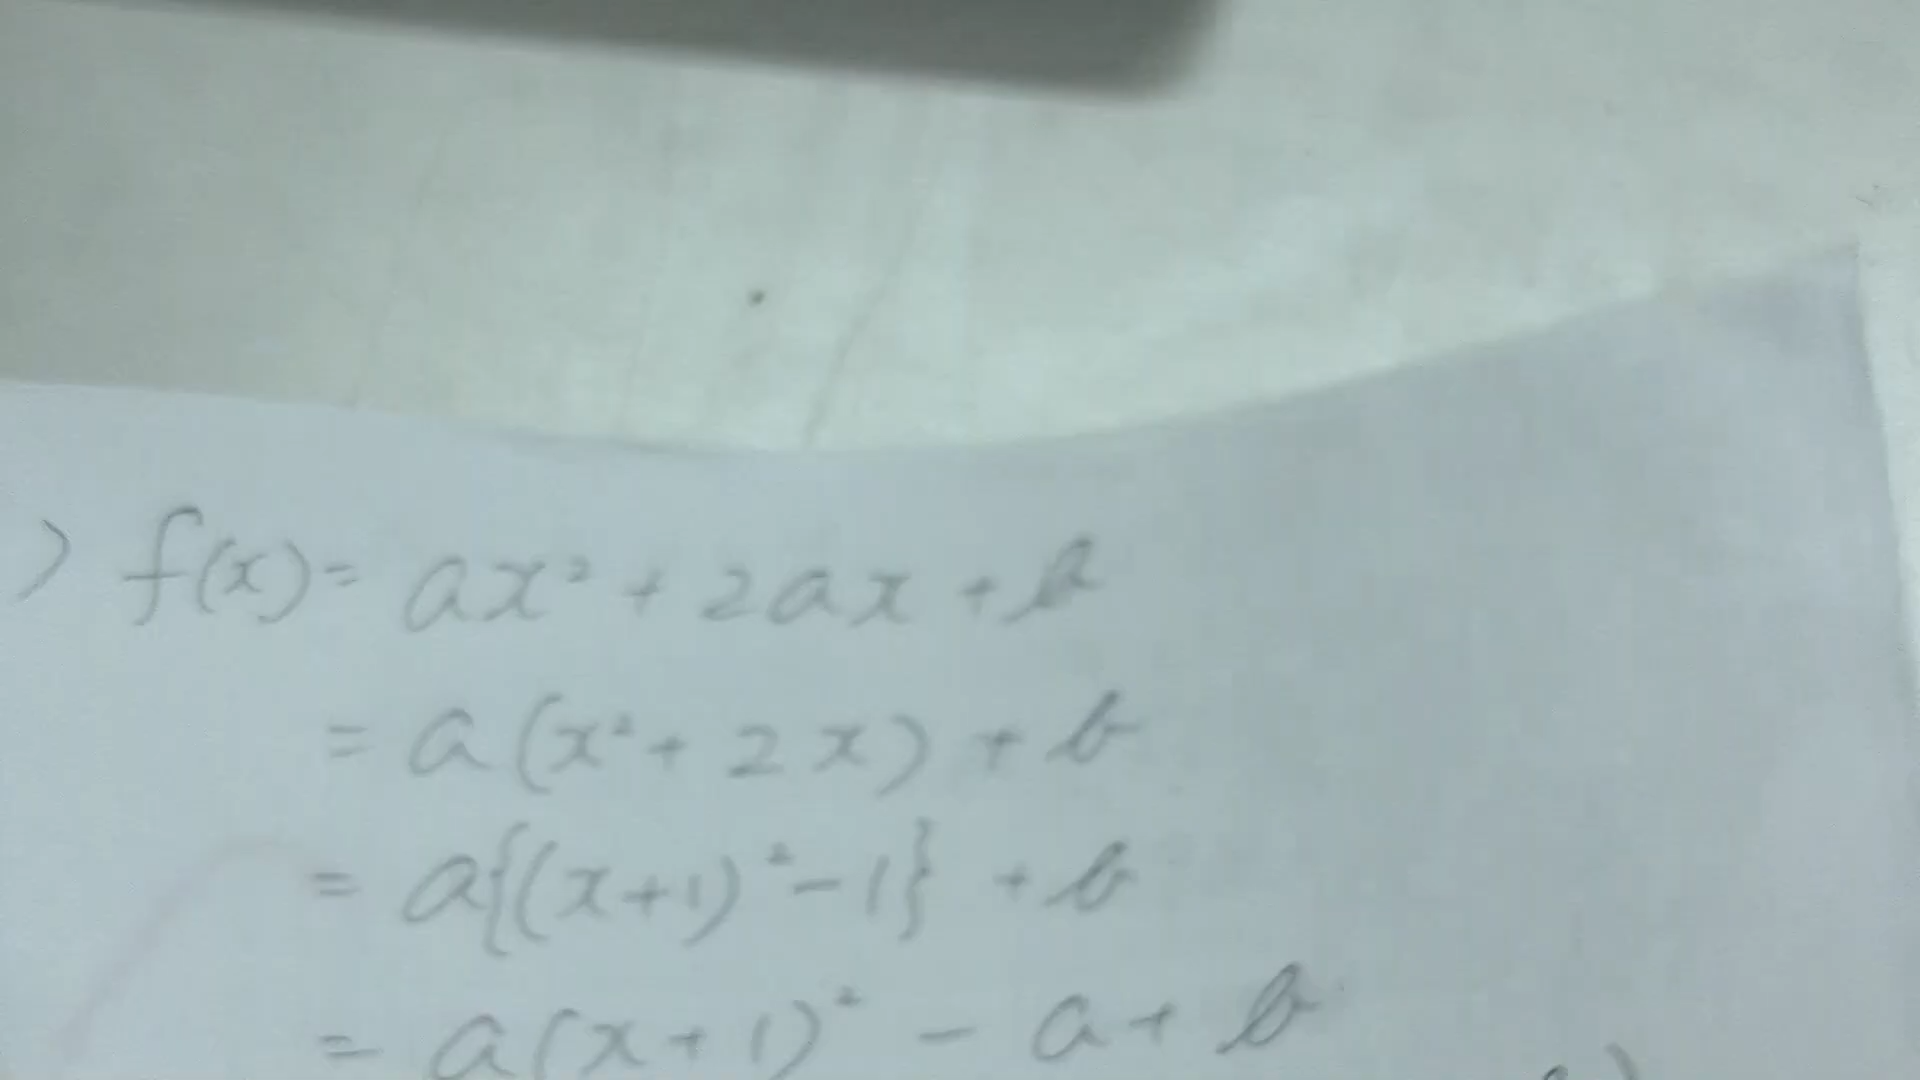 ) f(x) = ax² + 2ax + b
= a(x² + 2x) + b
= a{(x+1)² - 1} + b
= a(x+1)² - a + b